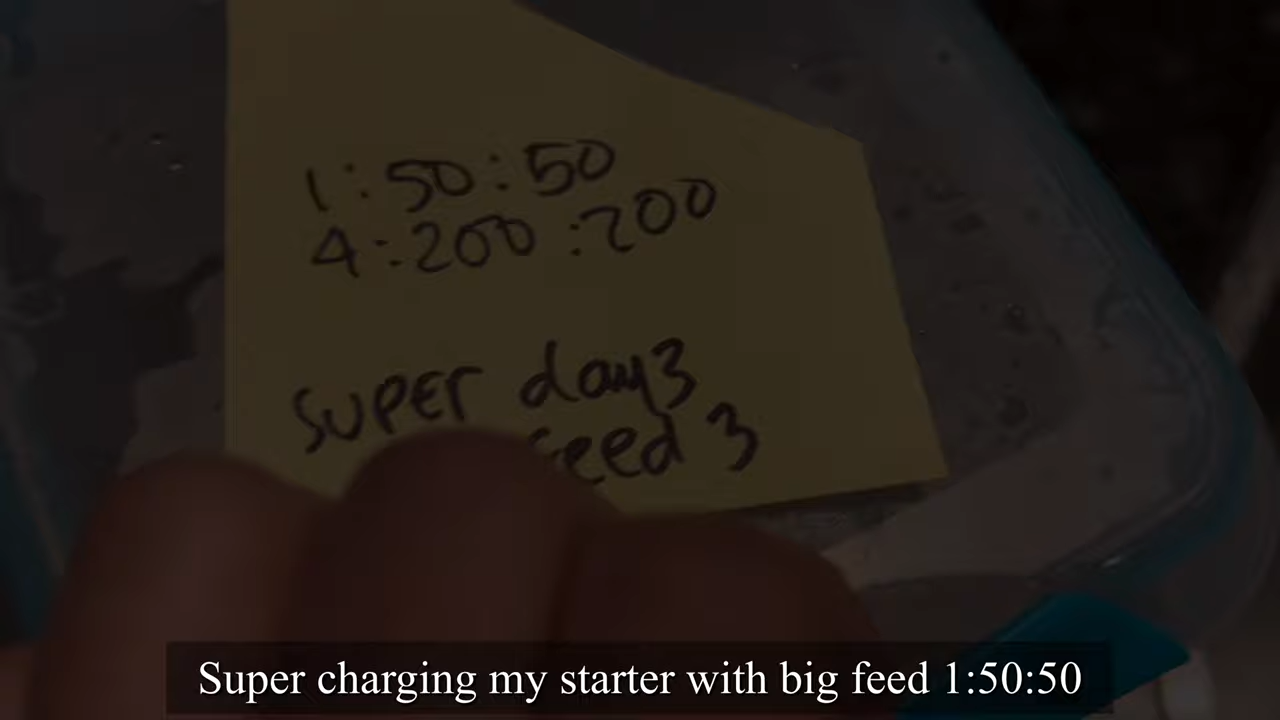 1:50:50
4:200:200
super day3
feed 3
Super charging my starter with big feed 1:50:50